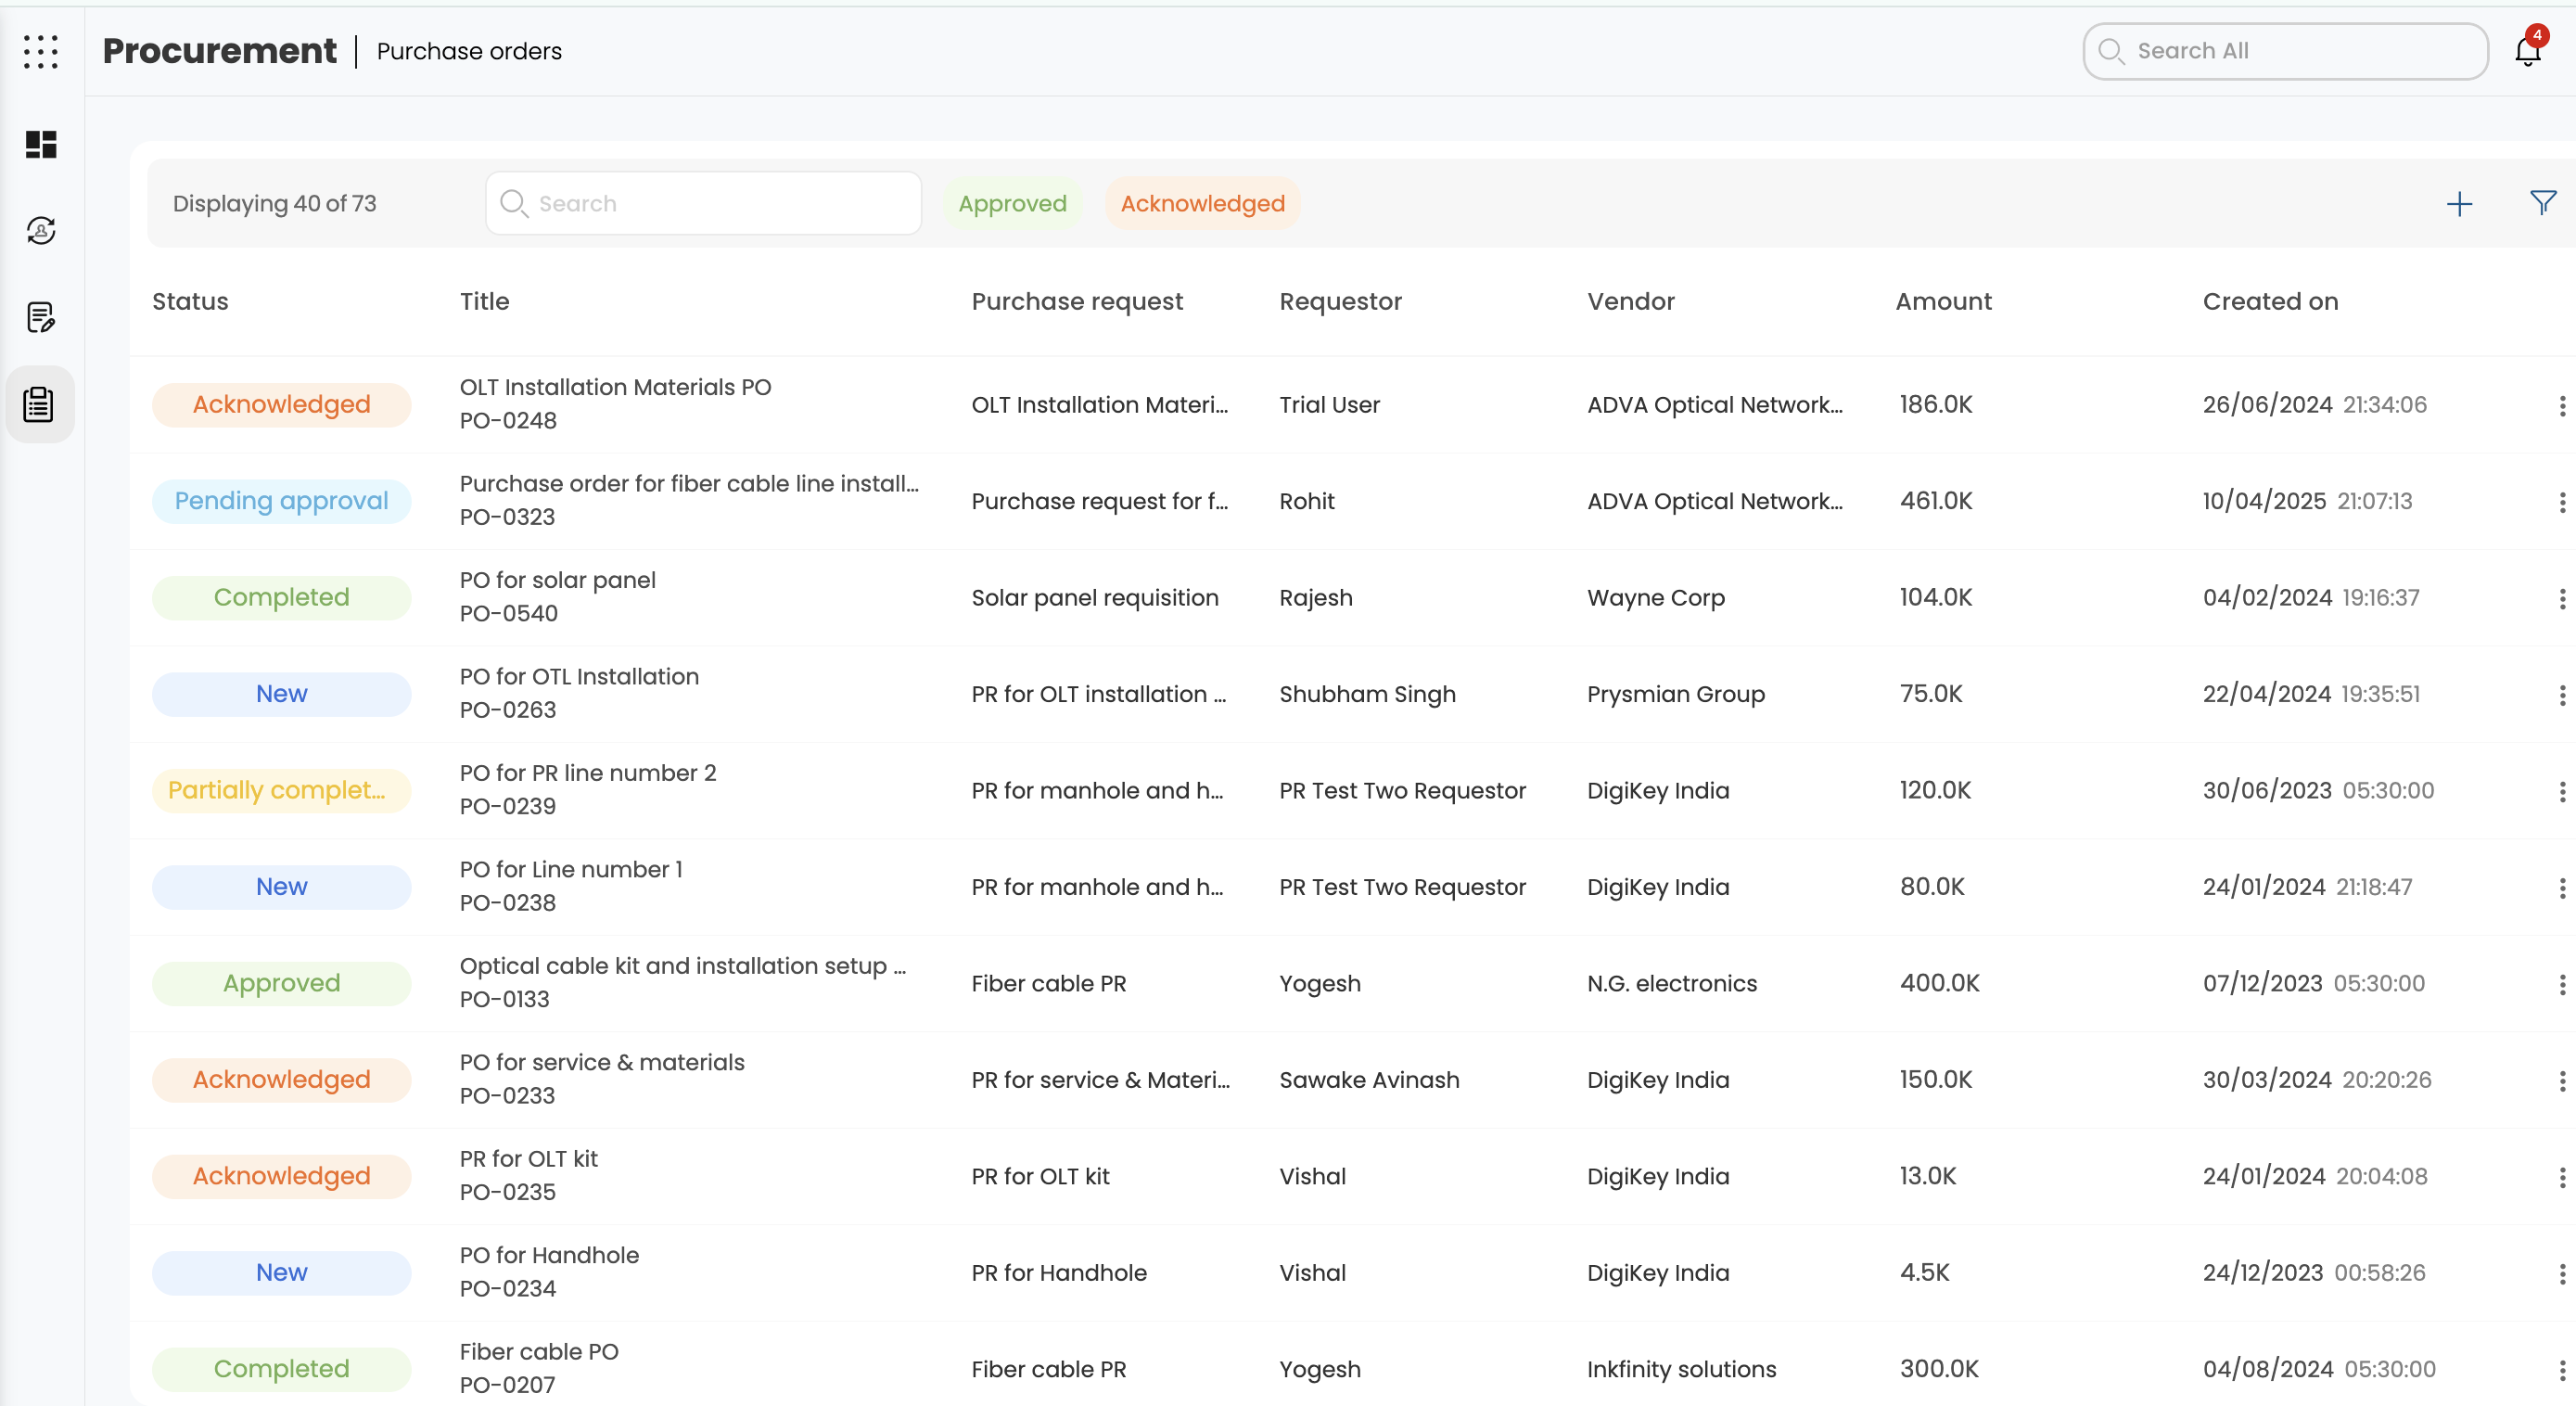 Procurement | Purchase orders
Search All
4
Displaying 40 of 73
Search
Approved
Acknowledged
Status Title Purchase request Requestor Vendor Amount Created on
Acknowledged OLT Installation Materials PO OLT Installation Materi... Trial User ADVA Optical Network... 186.0K 26/06/2024 21:34:06
PO-0248
Pending approval Purchase order for fiber cable line install... Purchase request for f... Rohit ADVA Optical Network... 461.0K 10/04/2025 21:07:13
PO-0323
Completed PO for solar panel Solar panel requisition Rajesh Wayne Corp 104.0K 04/02/2024 19:16:37
PO-0540
New PO for OTL Installation PR for OLT installation ... Shubham Singh Prysmian Group 75.0K 22/04/2024 19:35:51
PO-0263
Partially complet... PO for PR line number 2 PR for manhole and h... PR Test Two Requestor DigiKey India 120.0K 30/06/2023 05:30:00
PO-0239
New PO for Line number 1 PR for manhole and h... PR Test Two Requestor DigiKey India 80.0K 24/01/2024 21:18:47
PO-0238
Approved Optical cable kit and installation setup ... Fiber cable PR Yogesh N.G. electronics 400.0K 07/12/2023 05:30:00
PO-0133
Acknowledged PO for service & materials PR for service & Materi... Sawake Avinash DigiKey India 150.0K 30/03/2024 20:20:26
PO-0233
Acknowledged PR for OLT kit PR for OLT kit Vishal DigiKey India 13.0K 24/01/2024 20:04:08
PO-0235
New PO for Handhole PR for Handhole Vishal DigiKey India 4.5K 24/12/2023 00:58:26
PO-0234
Completed Fiber cable PO Fiber cable PR Yogesh Inkfinity solutions 300.0K 04/08/2024 05:30:00
PO-0207